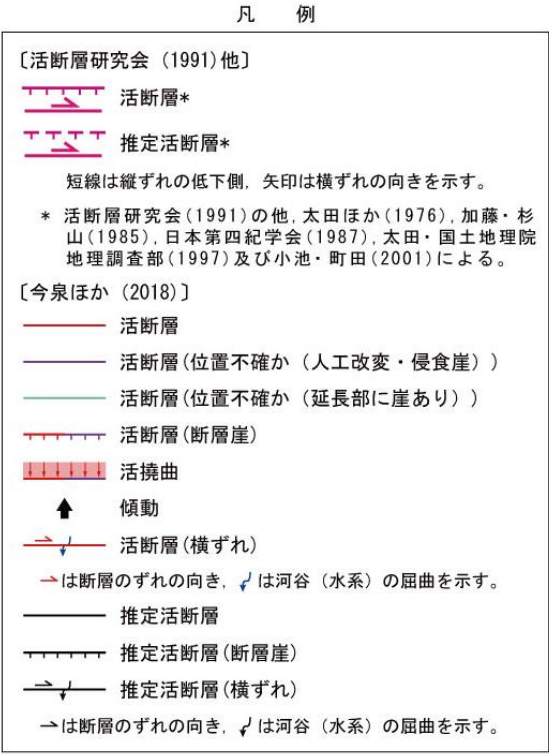 凡　例
〔活断層研究会 (1991)他〕
活断層*
推定活断層*
短線は縦ずれの低下側，矢印は横ずれの向きを示す。
* 活断層研究会(1991)の他，太田ほか(1976)，加藤・杉
山(1985)，日本第四紀学会(1987)，太田・国土地理院
地理調査部(1997)及び小池・町田(2001)による。
〔今泉ほか (2018)〕
活断層
活断層(位置不確か（人工改変・侵食崖）)
活断層(位置不確か（延長部に崖あり）)
活断層(断層崖)
活撓曲
傾動
活断層(横ずれ)
は断層のずれの向き，は河谷（水系）の屈曲を示す。
推定活断層
推定活断層(断層崖)
推定活断層(横ずれ)
は断層のずれの向き，は河谷（水系）の屈曲を示す。